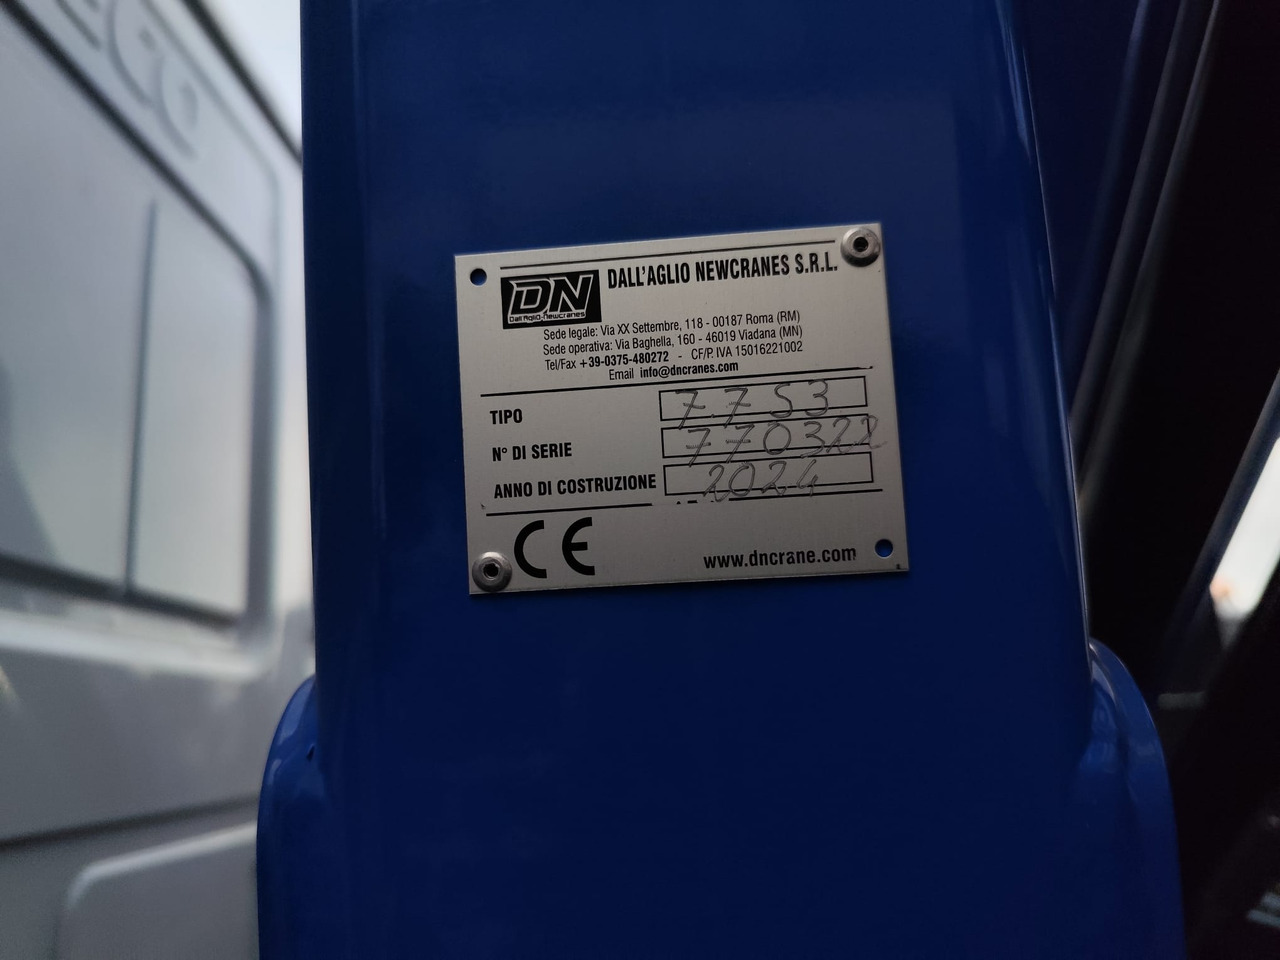 DN
Dall'Aglio-Newcranes
DALL'AGLIO NEWCRANES S.R.L.
Sede legale: Via XX Settembre, 118 - 00187 Roma (RM)
Sede operativa: Via Baghella, 160 - 46019 Viadana (MN)
Tel/Fax +39-0375-480272 - CF/P. IVA 15016221002
Email info@dncranes.com
TIPO 7.7 S3
N° DI SERIE 770322
ANNO DI COSTRUZIONE 2024
CE
www.dncrane.com